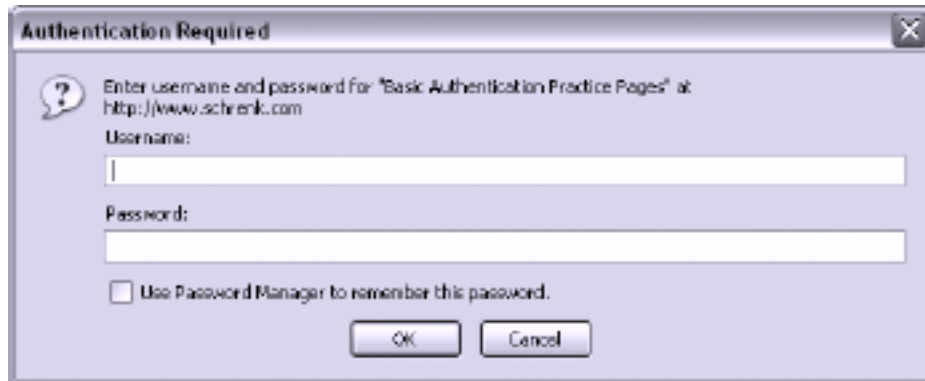 Authentication Required
Enter username and password for "Basic Authentication Practice Pages" at
http://www.schrenk.com
Username:
Password:
Use Password Manager to remember this password.
OK
Cancel